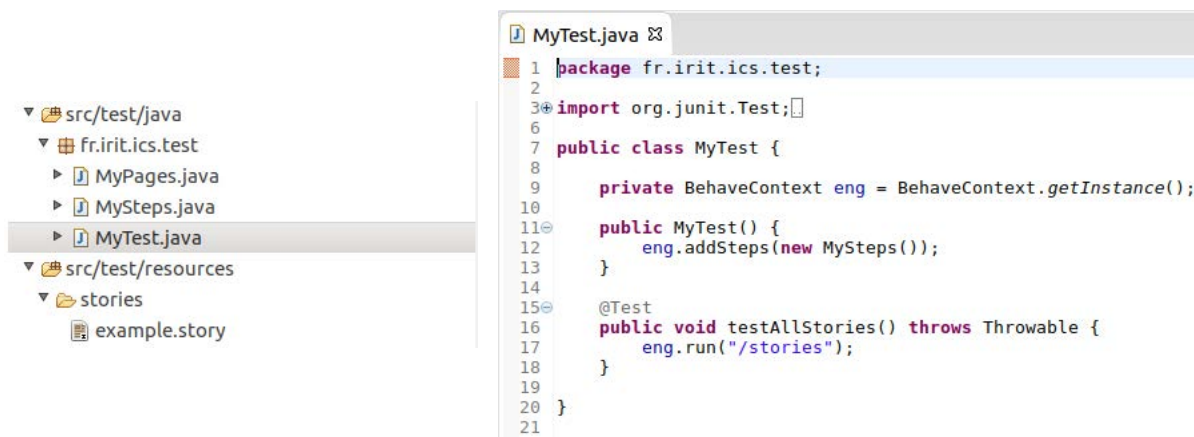 src/test/java
fr.irit.ics.test
MyPages.java
MySteps.java
MyTest.java
src/test/resources
stories
example.story
MyTest.java
1 package fr.irit.ics.test;
2
3 import org.junit.Test;
6
7 public class MyTest {
8
9 private BehaveContext eng = BehaveContext.getInstance();
10
11 public MyTest() {
12 eng.addSteps(new MySteps());
13 }
14
15 @Test
16 public void testAllStories() throws Throwable {
17 eng.run("/stories");
18 }
19
20 }
21